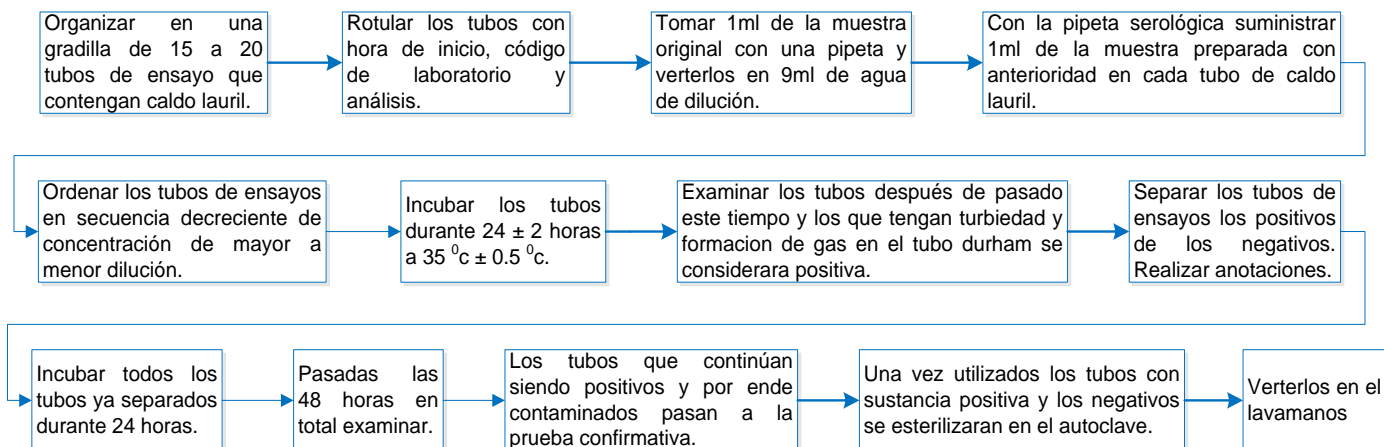 Organizar en una
gradilla de 15 a 20
tubos de ensayo que
contengan caldo lauril.
Rotular los tubos con
hora de inicio, código
de laboratorio y
análisis.
Tomar 1ml de la muestra
original con una pipeta y
verterlos en 9ml de agua
de dilución.
Con la pipeta serológica suministrar
1ml de la muestra preparada con
anterioridad en cada tubo de caldo
lauril.
Ordenar los tubos de ensayos
en secuencia decreciente de
concentración de mayor a
menor dilución.
Incubar los tubos
durante 24 ± 2 horas
a 35 ⁰c ± 0.5 ⁰c.
Examinar los tubos después de pasado
este tiempo y los que tengan turbiedad y
formacion de gas en el tubo durham se
considerara positiva.
Separar los tubos de
ensayos los positivos
de los negativos.
Realizar anotaciones.
Incubar todos los
tubos ya separados
durante 24 horas.
Pasadas las
48 horas en
total examinar.
Los tubos que continúan
siendo positivos y por ende
contaminados pasan a la
prueba confirmativa.
Una vez utilizados los tubos con
sustancia positiva y los negativos
se esterilizaran en el autoclave.
Verterlos en el
lavamanos